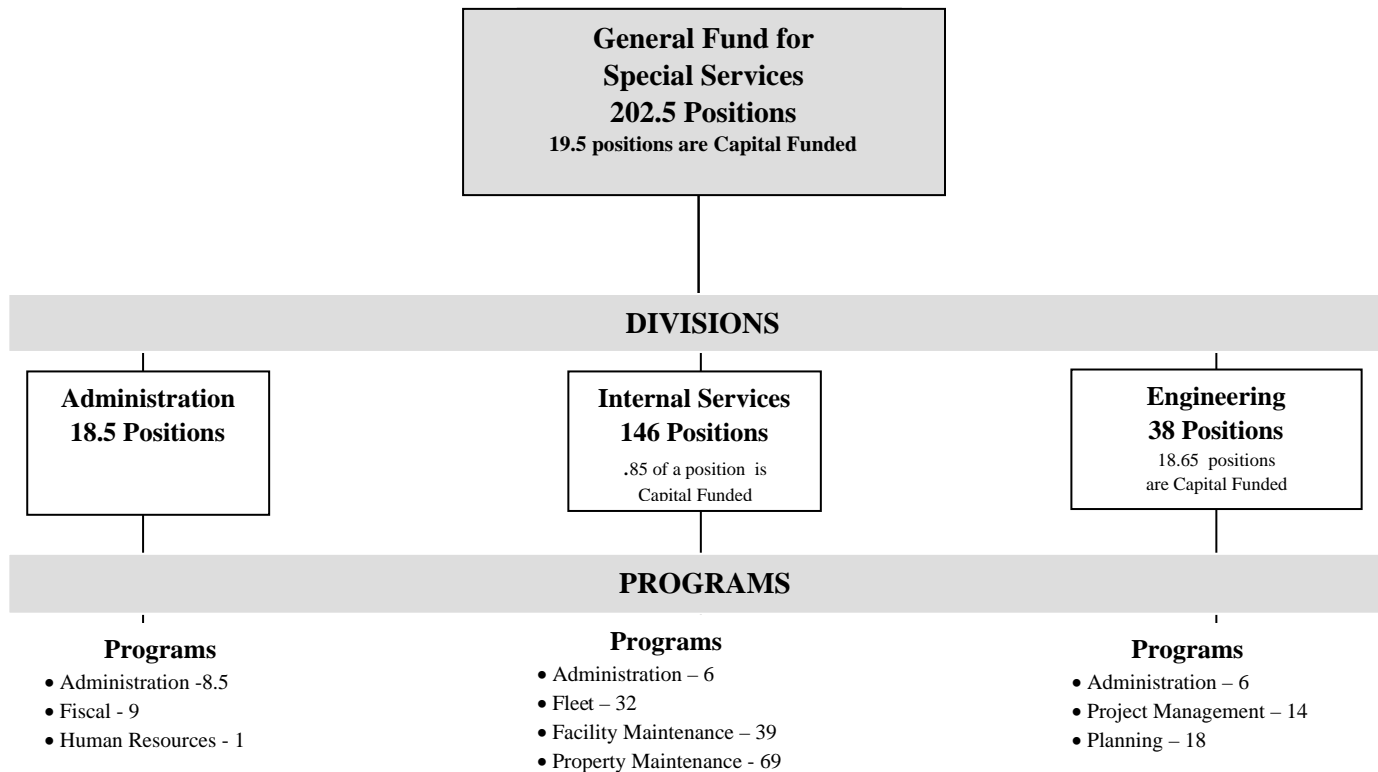 General Fund for
Special Services
202.5 Positions
19.5 positions are Capital Funded
DIVISIONS
Administration
18.5 Positions
Internal Services
146 Positions
.85 of a position is
Capital Funded
Engineering
38 Positions
18.65 positions
are Capital Funded
PROGRAMS
Programs
• Administration -8.5
• Fiscal - 9
• Human Resources - 1
Programs
• Administration – 6
• Fleet – 32
• Facility Maintenance – 39
• Property Maintenance - 69
Programs
• Administration – 6
• Project Management – 14
• Planning – 18